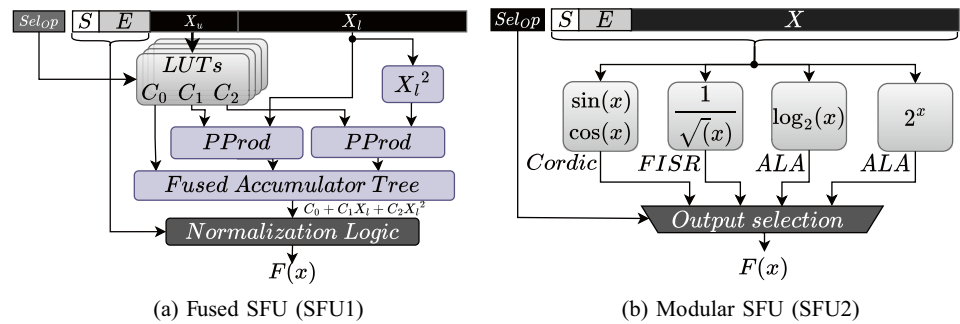 Sel_Op S E X_u X_l
LUTs
C_0 C_1 C_2
X_l^2
PProd PProd
Fused Accumulator Tree
C_0 + C_1X_l + C_2X_l^2
Normalization Logic
F(x)
(a) Fused SFU (SFU1)
Sel_Op S E X
sin(x)
cos(x)
1
√(x)
log_2(x)
2^x
Cordic FISR ALA ALA
Output selection
F(x)
(b) Modular SFU (SFU2)